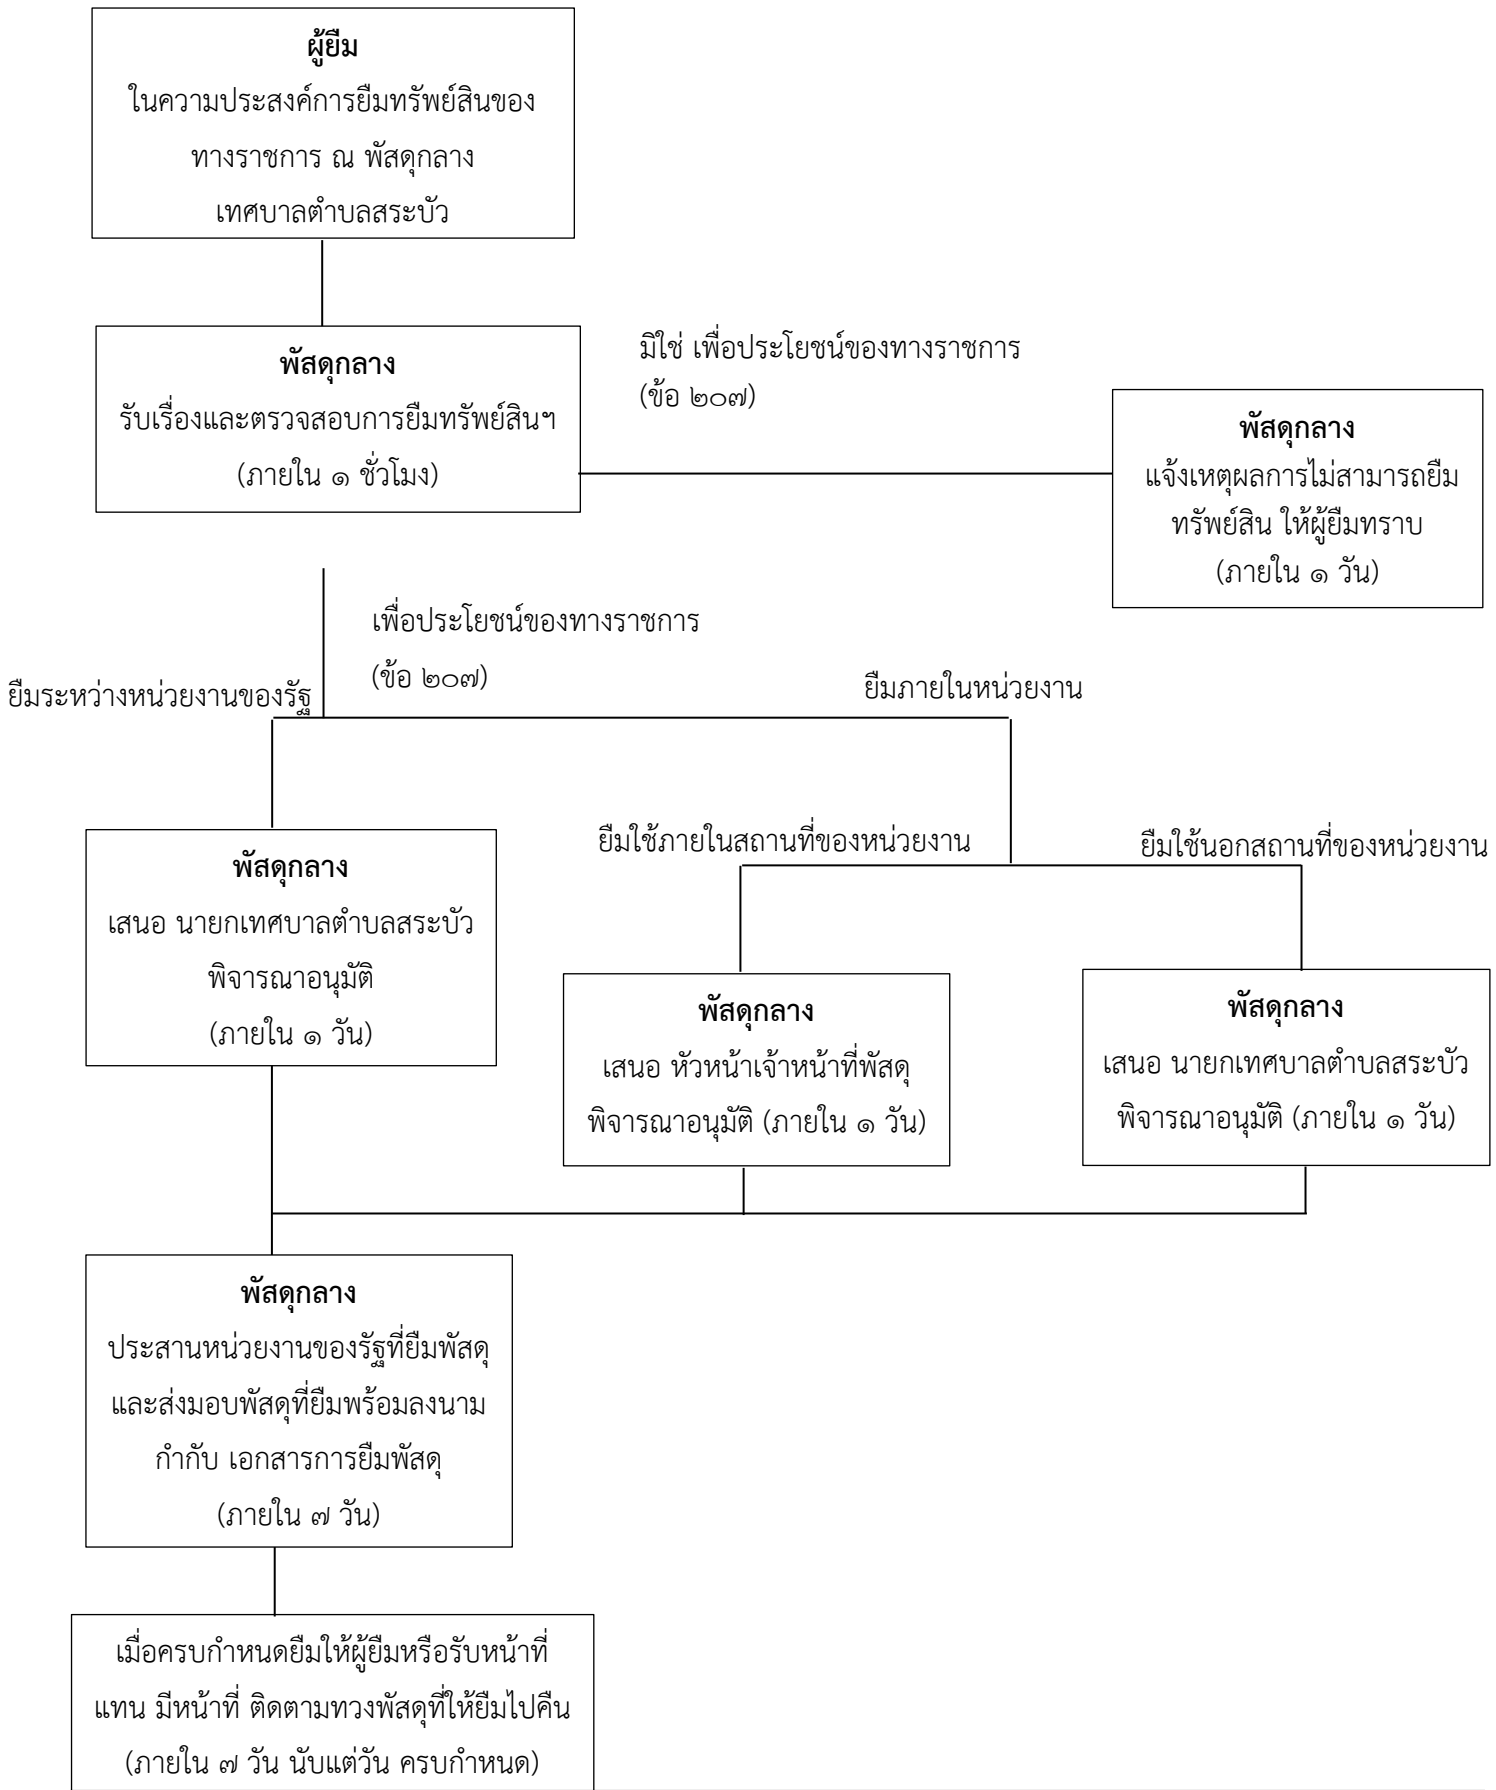 ผู้ยืม
ในความประสงค์การยืมทรัพย์สินของ
ทางราชการ ณ พัสดุกลาง
เทศบาลตำบลสระบัว
พัสดุกลาง
รับเรื่องและตรวจสอบการยืมทรัพย์สินฯ
(ภายใน ๑ ชั่วโมง)
มิใช่ เพื่อประโยชน์ของทางราชการ
(ข้อ ๒๐๗)
พัสดุกลาง
แจ้งเหตุผลการไม่สามารถยืม
ทรัพย์สิน ให้ผู้ยืมทราบ
(ภายใน ๑ วัน)
เพื่อประโยชน์ของทางราชการ
(ข้อ ๒๐๗)
ยืมระหว่างหน่วยงานของรัฐ
ยืมภายในหน่วยงาน
ยืมใช้ภายในสถานที่ของหน่วยงาน
ยืมใช้นอกสถานที่ของหน่วยงาน
พัสดุกลาง
เสนอ นายกเทศบาลตำบลสระบัว
พิจารณาอนุมัติ
(ภายใน ๑ วัน)
พัสดุกลาง
เสนอ หัวหน้าเจ้าหน้าที่พัสดุ
พิจารณาอนุมัติ (ภายใน ๑ วัน)
พัสดุกลาง
เสนอ นายกเทศบาลตำบลสระบัว
พิจารณาอนุมัติ (ภายใน ๑ วัน)
พัสดุกลาง
ประสานหน่วยงานของรัฐที่ยืมพัสดุ
และส่งมอบพัสดุที่ยืมพร้อมลงนาม
กำกับ เอกสารการยืมพัสดุ
(ภายใน ๗ วัน)
เมื่อครบกำหนดยืมให้ผู้ยืมหรือรับหน้าที่
แทน มีหน้าที่ ติดตามทวงพัสดุที่ให้ยืมไปคืน
(ภายใน ๗ วัน นับแต่วัน ครบกำหนด)